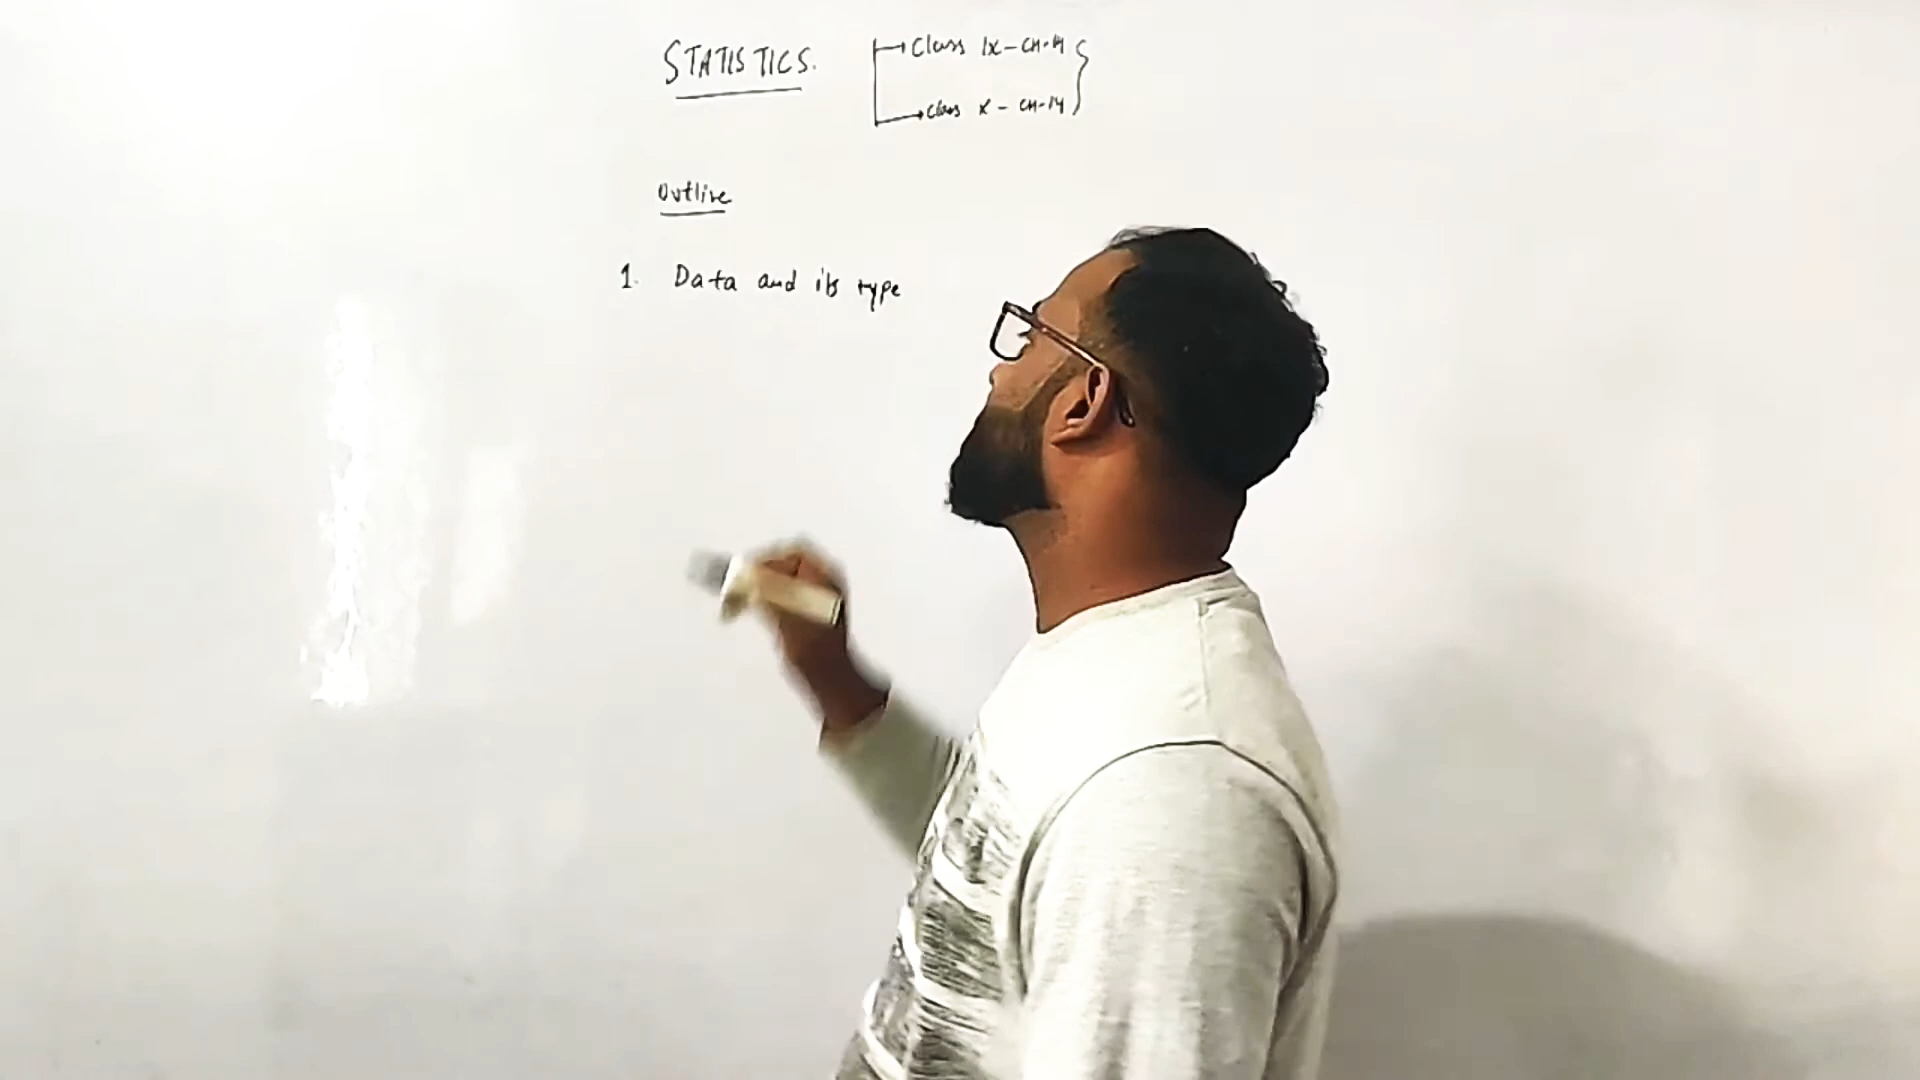 STATISTICS.
Class IX - CH-14
Class X - CH-14
Outline
1. Data and its type